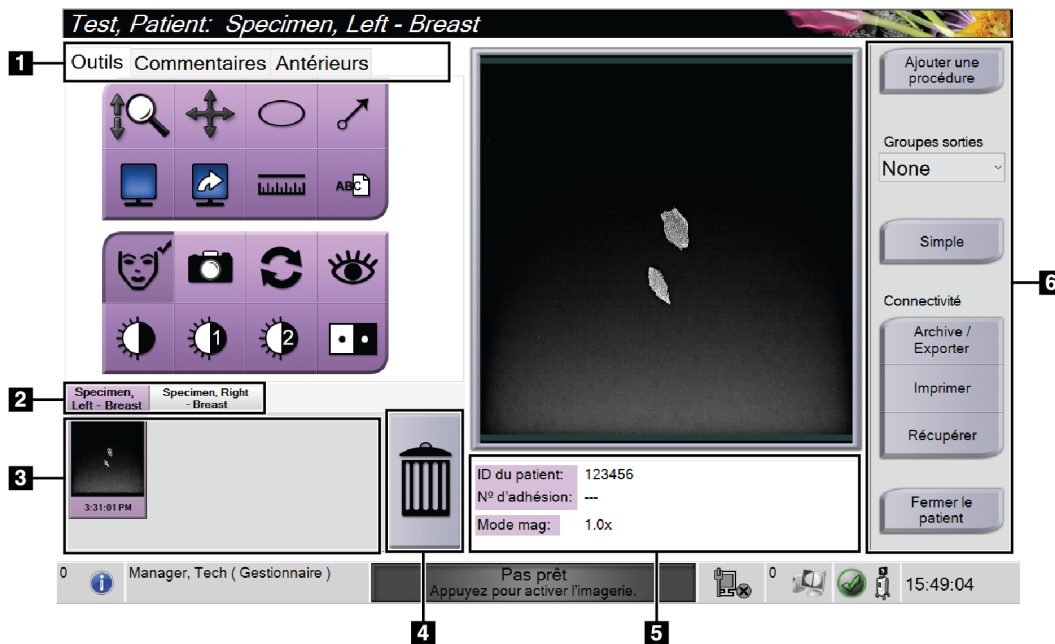 Test, Patient: Specimen, Left - Breast
1
Outils Commentaires Antérieurs
ABC
1
2
2
Specimen,
Left - Breast
Specimen, Right
- Breast
3
3:31:01 PM
4
ID du patient: 123456
Nº d'adhésion: ---
Mode mag: 1.0x
5
Ajouter une
procédure
Groupes sorties
None
Simple
Connectivité
Archive /
Exporter
Imprimer
Récupérer
Fermer le
patient
6
0
Manager, Tech ( Gestionnaire )
Pas prêt
Appuyez pour activer l'imagerie.
0
15:49:04